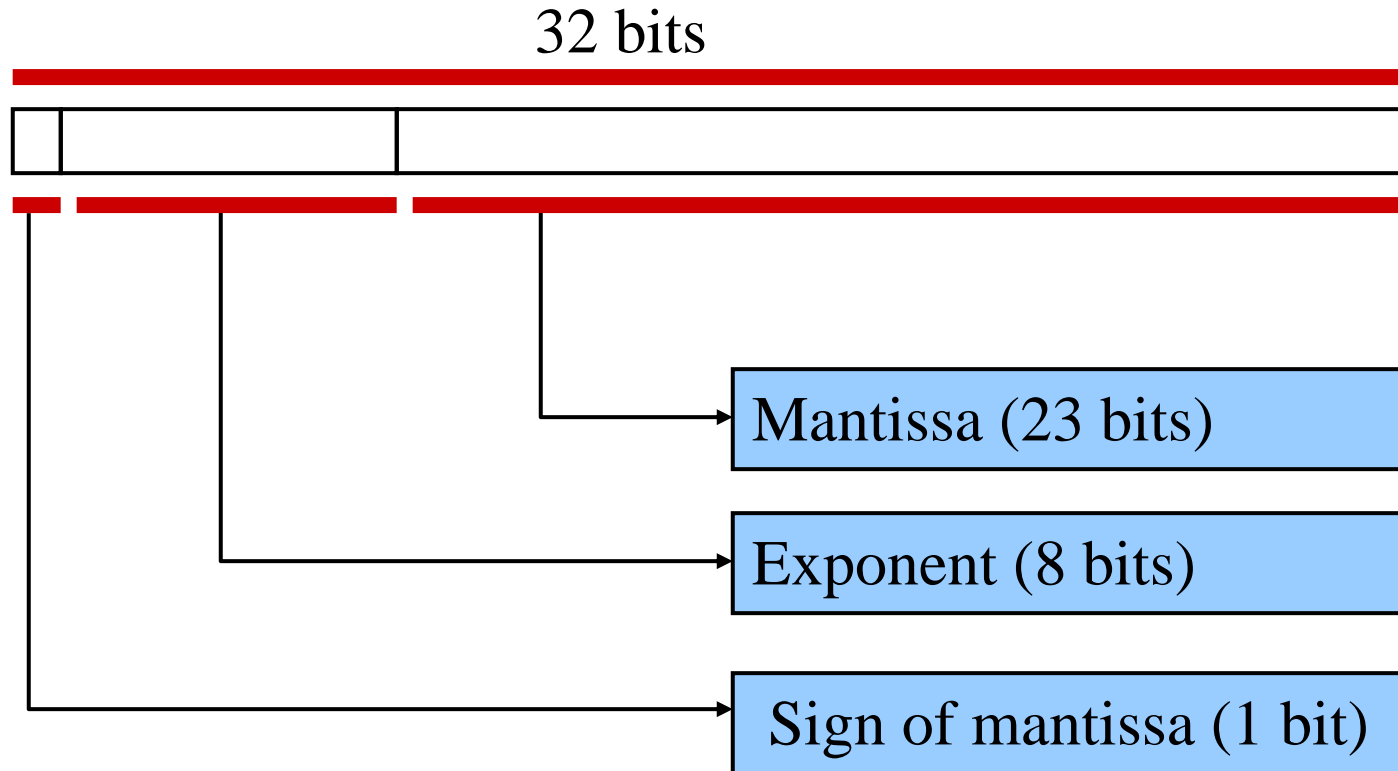 32 bits
Mantissa (23 bits)
Exponent (8 bits)
Sign of mantissa (1 bit)